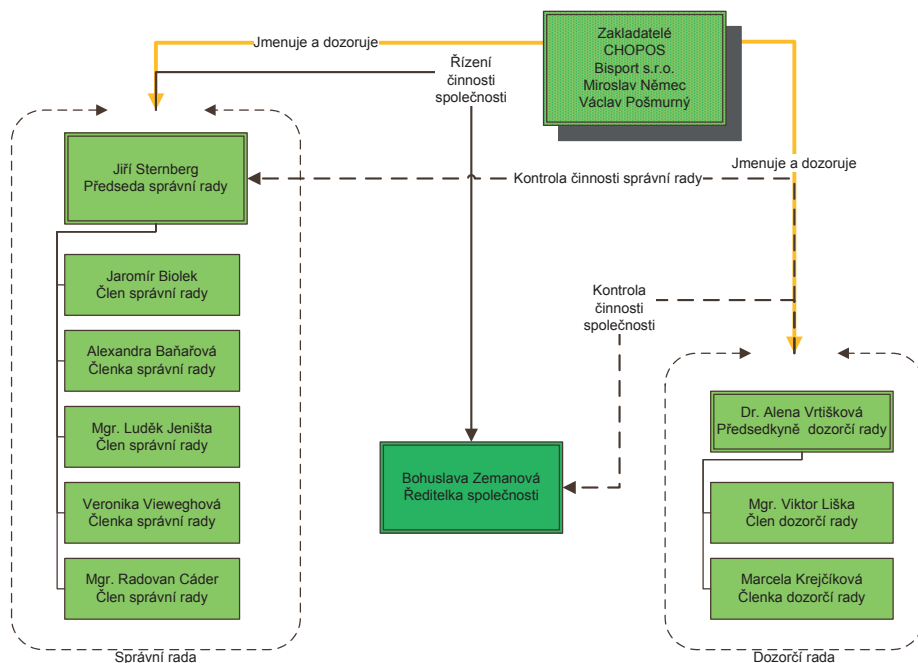 Zakladatelé
CHOPOS
Bisport s.r.o.
Miroslav Němec
Václav Pošmurný
Jmenuje a dozoruje
Řízení
činnosti
společnosti
Jmenuje a dozoruje
Jiří Sternberg
Předseda správní rady
Kontrola činnosti správní rady
Jaromír Biolek
Člen správní rady
Alexandra Baňařová
Členka správní rady
Mgr. Luděk Jeništa
Člen správní rady
Veronika Vieweghová
Členka správní rady
Mgr. Radovan Cáder
Člen správní rady
Správní rada
Kontrola
činnosti
společnosti
Bohuslava Zemanová
Ředitelka společnosti
Dr. Alena Vrtišková
Předsedkyně dozorčí rady
Mgr. Viktor Liška
Člen dozorčí rady
Marcela Krejčíková
Členka dozorčí rady
Dozorčí rada